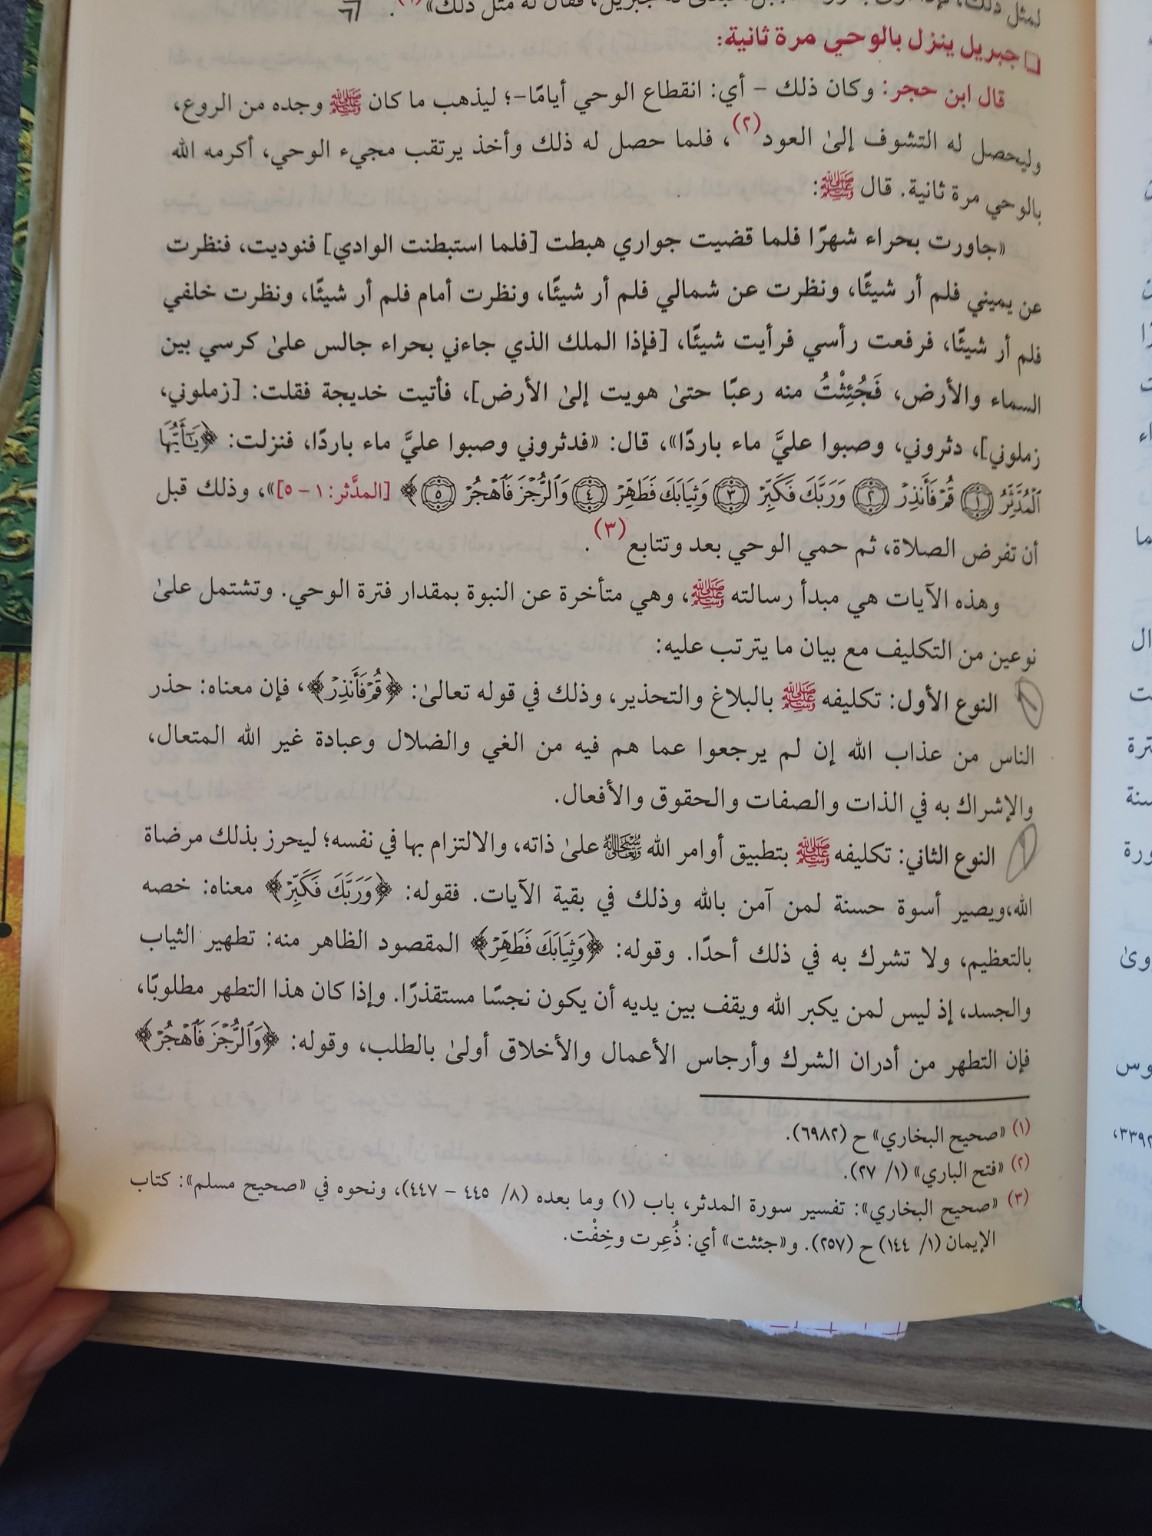 لمثل ذلك، جبريل، فقال له مثل ذلك»(١).
❑ جبريل ينزل بالوحي مرة ثانية:
قال ابن حجر: وكان ذلك - أي: انقطاع الوحي أيامًا-؛ ليذهب ما كان ﷺ وجده من الروع،
وليحصل له التشوف إلىٰ العود(٢)، فلما حصل له ذلك وأخذ يرتقب مجيء الوحي، أكرمه الله
بالوحي مرة ثانية. قال ﷺ:
«جاورت بحراء شهرًا فلما قضيت جواري هبطت [فلما استبطنت الوادي] فنوديت، فنظرت
عن يميني فلم أر شيئًا، ونظرت عن شمالي فلم أر شيئًا، ونظرت أمام فلم أر شيئًا، ونظرت خلفي
فلم أر شيئًا، فرفعت رأسي فرأيت شيئًا، [فإذا الملك الذي جاءني بحراء جالس علىٰ كرسي بين
السماء والأرض، فَجُئِثْتُ منه رعبًا حتىٰ هويت إلىٰ الأرض]، فأتيت خديجة فقلت: [زملوني،
زملوني]، دثروني، وصبوا عليَّ ماء باردًا»، قال: «فدثروني وصبوا عليَّ ماء باردًا، فنزلت: ﴿يَٰٓأَيُّهَا
ٱلۡمُدَّثِّرُ ۝١ قُمۡ فَأَنذِرۡ ۝٢ وَرَبَّكَ فَكَبِّرۡ ۝٣ وَثِيَابَكَ فَطَهِّرۡ ۝٤ وَٱلرُّجۡزَ فَٱهۡجُرۡ ۝٥﴾ [المدَّثر: ١ - ٥]»، وذلك قبل
أن تفرض الصلاة، ثم حمي الوحي بعد وتتابع(٣).
وهذه الآيات هي مبدأ رسالته ﷺ، وهي متأخرة عن النبوة بمقدار فترة الوحي. وتشتمل علىٰ
نوعين من التكليف مع بيان ما يترتب عليه:
النوع الأول: تكليفه ﷺ بالبلاغ والتحذير، وذلك في قوله تعالىٰ: ﴿قُمۡ فَأَنذِرۡ﴾، فإن معناه: حذر
الناس من عذاب الله إن لم يرجعوا عما هم فيه من الغي والضلال وعبادة غير الله المتعال،
والإشراك به في الذات والصفات والحقوق والأفعال.
النوع الثاني: تكليفه ﷺ بتطبيق أوامر الله سبحانه وتعالى علىٰ ذاته، والالتزام بها في نفسه؛ ليحرز بذلك مرضاة
الله،ويصير أسوة حسنة لمن آمن بالله وذلك في بقية الآيات. فقوله: ﴿وَرَبَّكَ فَكَبِّرۡ﴾ معناه: خصه
بالتعظيم، ولا تشرك به في ذلك أحدًا. وقوله: ﴿وَثِيَابَكَ فَطَهِّرۡ﴾ المقصود الظاهر منه: تطهير الثياب
والجسد، إذ ليس لمن يكبر الله ويقف بين يديه أن يكون نجسًا مستقذرًا. وإذا كان هذا التطهر مطلوبًا،
فإن التطهر من أدران الشرك وأرجاس الأعمال والأخلاق أولىٰ بالطلب، وقوله: ﴿وَٱلرُّجۡزَ فَٱهۡجُرۡ﴾
(١) «صحيح البخاري» ح (٦٩٨٢).
(٢) «فتح الباري» (١/ ٢٧).
(٣) «صحيح البخاري»: تفسير سورة المدثر، باب (١) وما بعده (٨/ ٤٤٥ - ٤٤٧)، ونحوه في «صحيح مسلم»: كتاب
الإيمان (١/ ١٤٤) ح (٢٥٧). و«جئثت» أي: ذُعِرت وخِفْت.